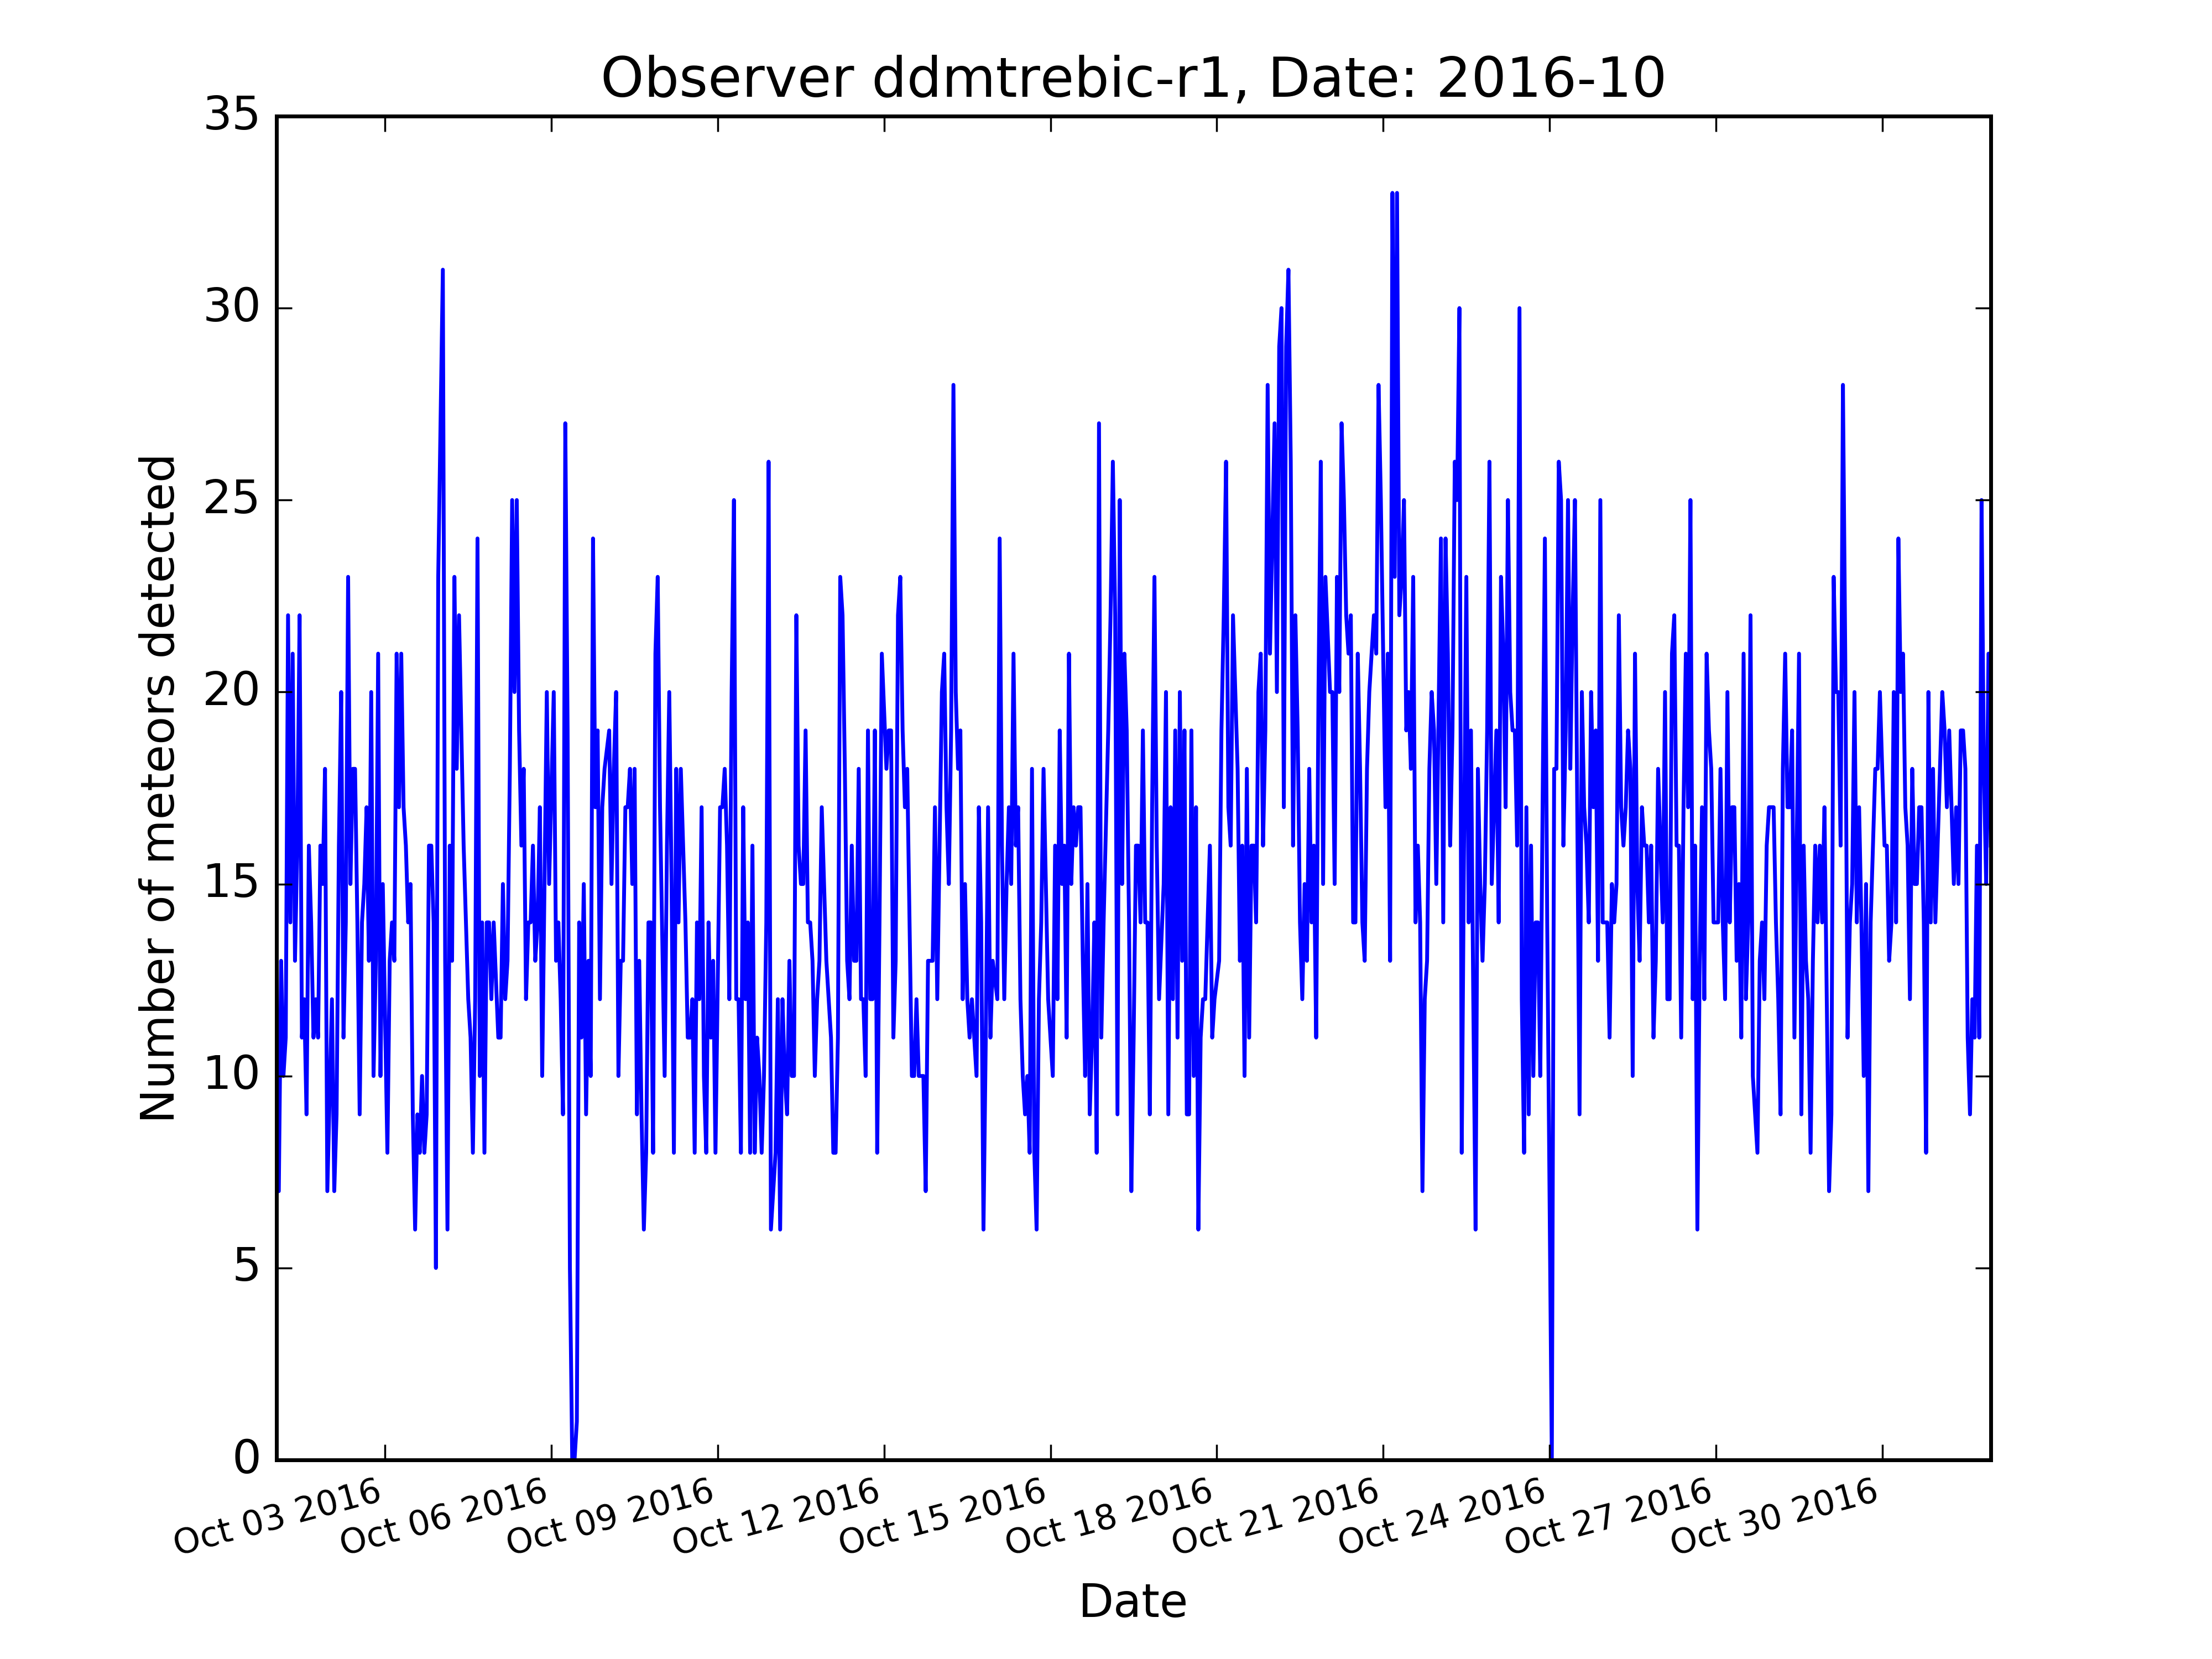 Observer ddmtrebic-r1, Date: 2016-10
Number of meteors detected
35
30
25
20
15
10
5
0
Oct 03 2016
Oct 06 2016
Oct 09 2016
Oct 12 2016
Oct 15 2016
Oct 18 2016
Oct 21 2016
Oct 24 2016
Oct 27 2016
Oct 30 2016
Date